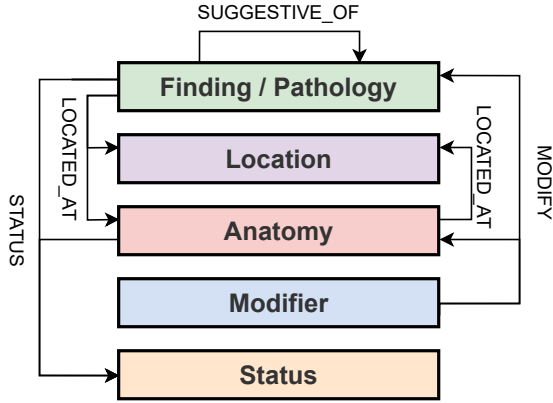 SUGGESTIVE_OF
Finding / Pathology
LOCATED_AT
Location
LOCATED_AT
MODIFY
STATUS
Anatomy
Modifier
Status